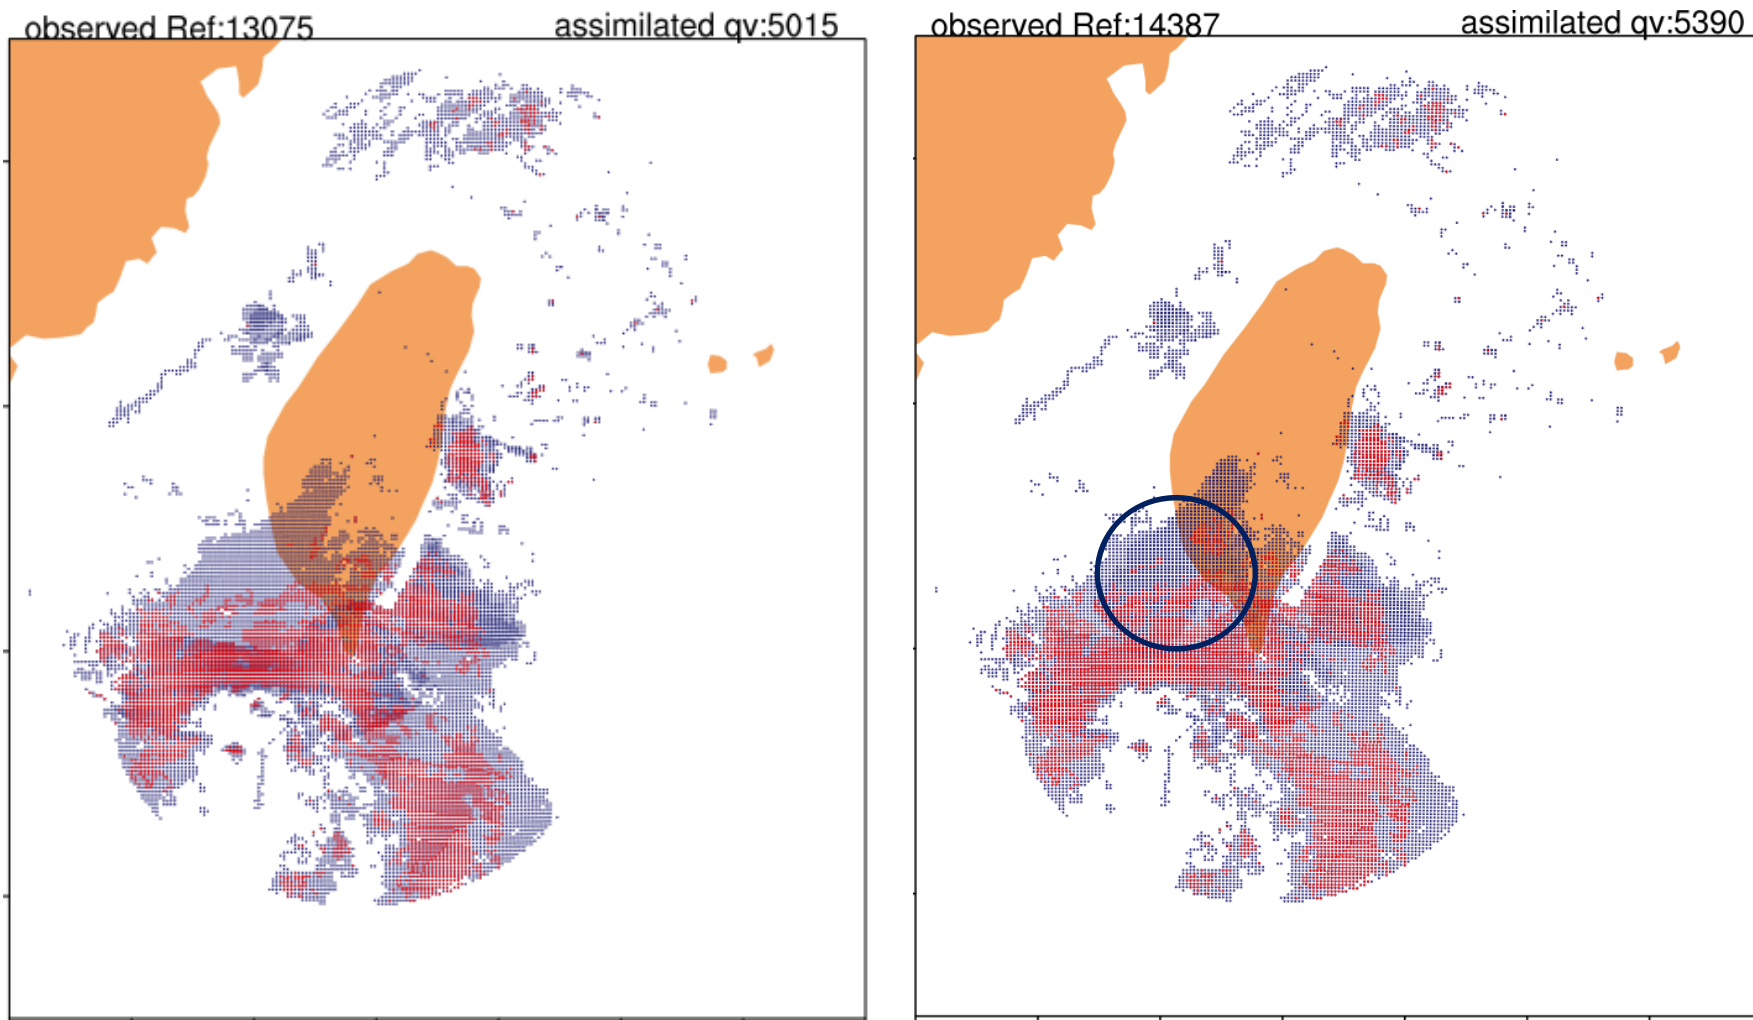 observed Ref:13075 assimilated qv:5015
observed Ref:14387 assimilated qv:5390